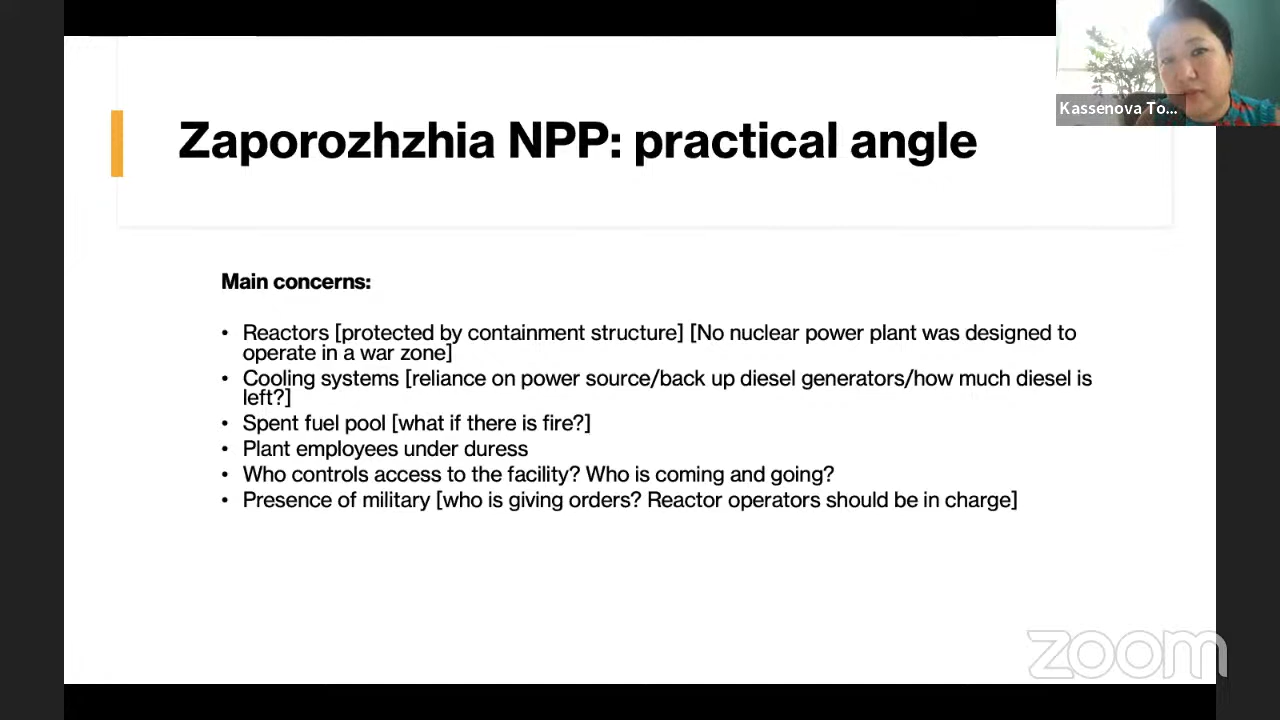 Kassenova To...
Zaporozhzhia NPP: practical angle
Main concerns:
• Reactors [protected by containment structure] [No nuclear power plant was designed to
operate in a war zone]
• Cooling systems [reliance on power source/back up diesel generators/how much diesel is
left?]
• Spent fuel pool [what if there is fire?]
• Plant employees under duress
• Who controls access to the facility? Who is coming and going?
• Presence of military [who is giving orders? Reactor operators should be in charge]
zoom